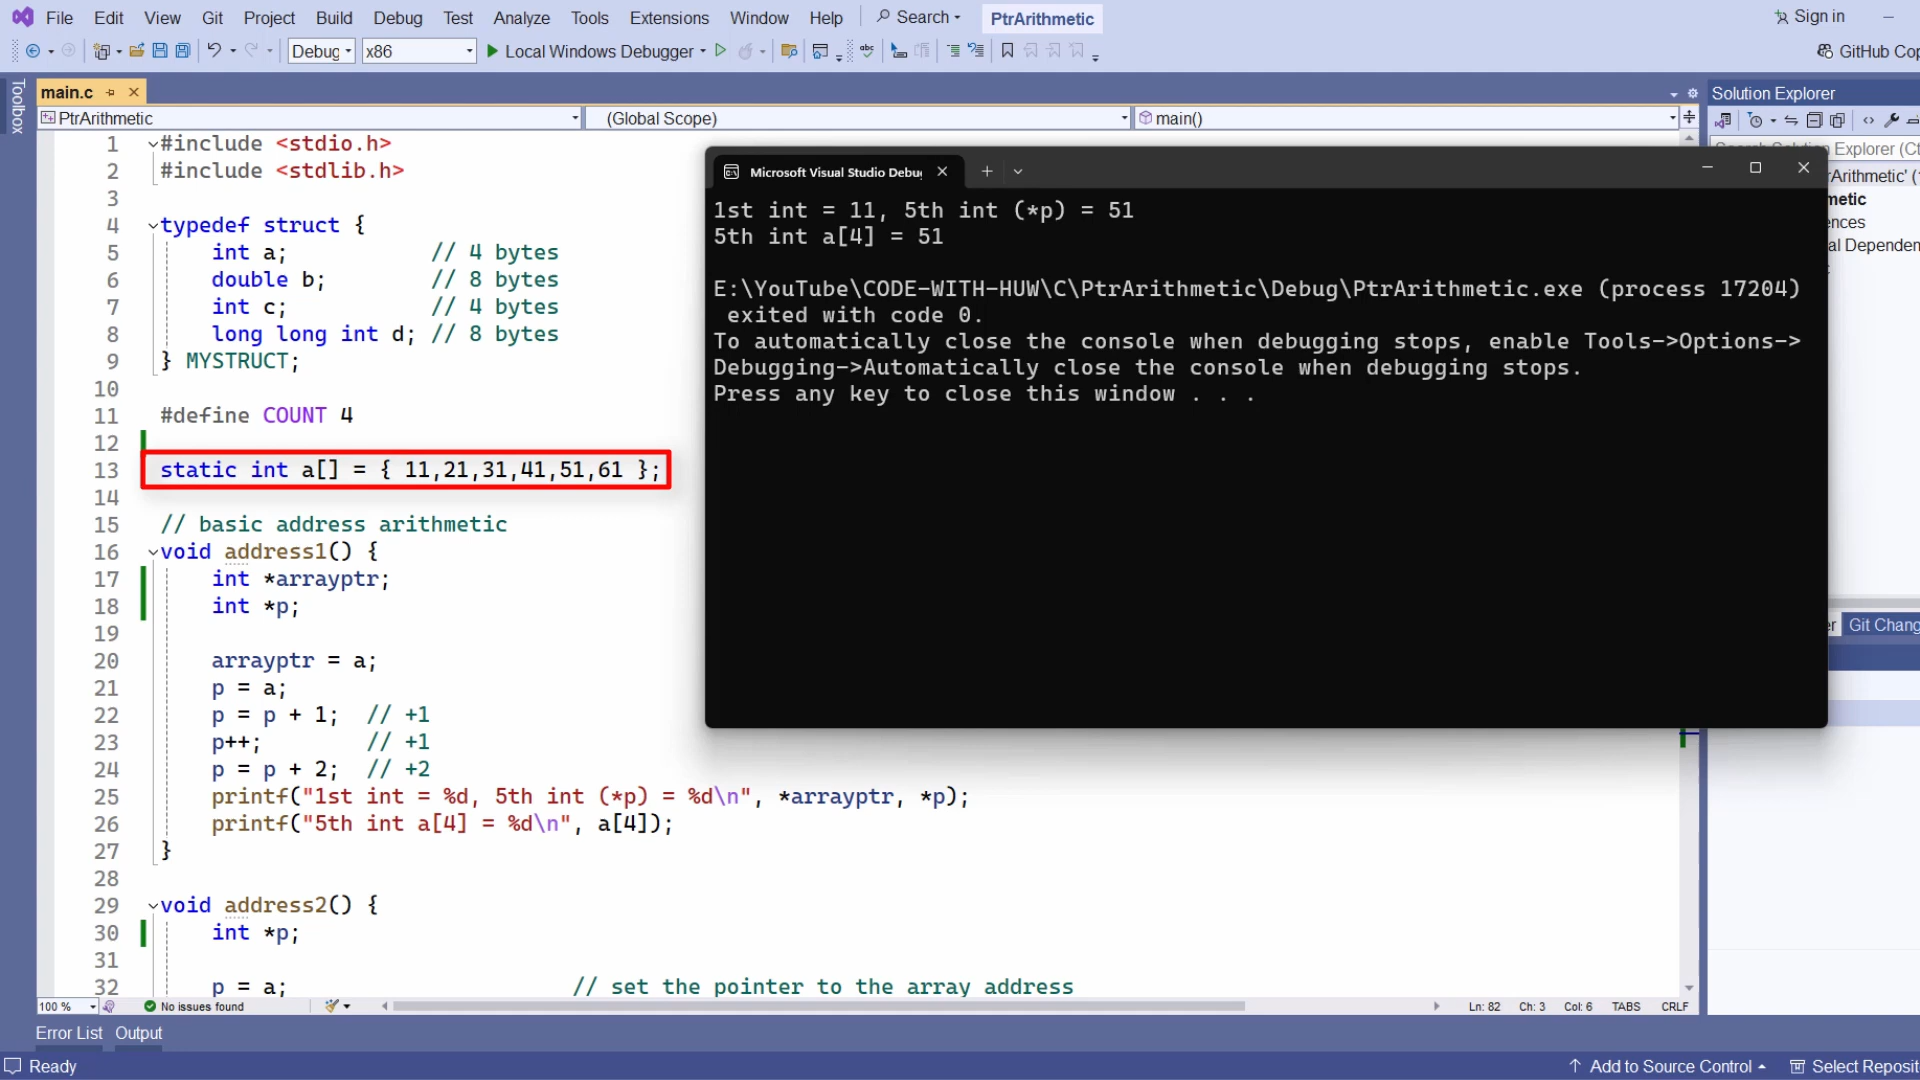 File Edit View Git Project Build Debug Test Analyze Tools Extensions Window Help Search PtrArithmetic Sign in
Debug x86 Local Windows Debugger GitHub Cop
Toolbox
main.c
Solution Explorer
PtrArithmetic (Global Scope) main()
1 #include <stdio.h>
2 #include <stdlib.h>
3
4 typedef struct {
5 int a; // 4 bytes
6 double b; // 8 bytes
7 int c; // 4 bytes
8 long long int d; // 8 bytes
9 } MYSTRUCT;
10
11 #define COUNT 4
12
13 static int a[] = { 11,21,31,41,51,61 };
14
15 // basic address arithmetic
16 void address1() {
17 int *arrayptr;
18 int *p;
19
20 arrayptr = a;
21 p = a;
22 p = p + 1; // +1
23 p++; // +1
24 p = p + 2; // +2
25 printf("1st int = %d, 5th int (*p) = %d\n", *arrayptr, *p);
26 printf("5th int a[4] = %d\n", a[4]);
27 }
28
29 void address2() {
30 int *p;
31
32 p = a; // set the pointer to the array address
Microsoft Visual Studio Debu
1st int = 11, 5th int (*p) = 51
5th int a[4] = 51
E:\YouTube\CODE-WITH-HUW\C\PtrArithmetic\Debug\PtrArithmetic.exe (process 17204)
exited with code 0.
To automatically close the console when debugging stops, enable Tools->Options->
Debugging->Automatically close the console when debugging stops.
Press any key to close this window . . .
Explorer (Ct
rArithmetic' (
metic
ences
al Dependen
er Git Chang
100 % No issues found Ln: 82 Ch: 3 Col: 6 TABS CRLF
Error List Output
Ready Add to Source Control Select Reposit